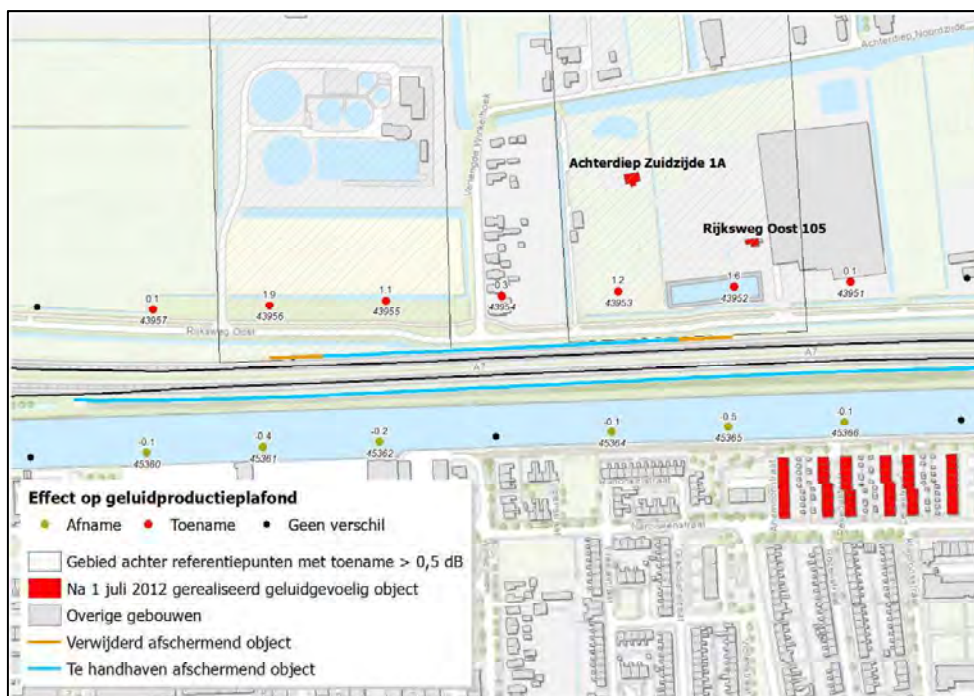 Achterdiep Noordzijde
Verlengde Winkelhoek
Achterdiep Zuidzijde 1A
Rijksweg Oost 105
0.1
43957
1.9
43956
1.1
43955
0.3
43954
1.2
43953
1.6
43952
0.1
43951
Rijksweg Oost
A7
A7
-0.1
45360
-0.4
45361
-0.2
45362
-0.1
45364
-0.5
45365
-0.1
45366
Narcissenstraat
Effect op geluidproductieplafond
Afname
Toename
Geen verschil
Gebied achter referentiepunten met toename > 0,5 dB
Na 1 juli 2012 gerealiseerd geluidgevoelig object
Overige gebouwen
Verwijderd afschermend object
Te handhaven afschermend object